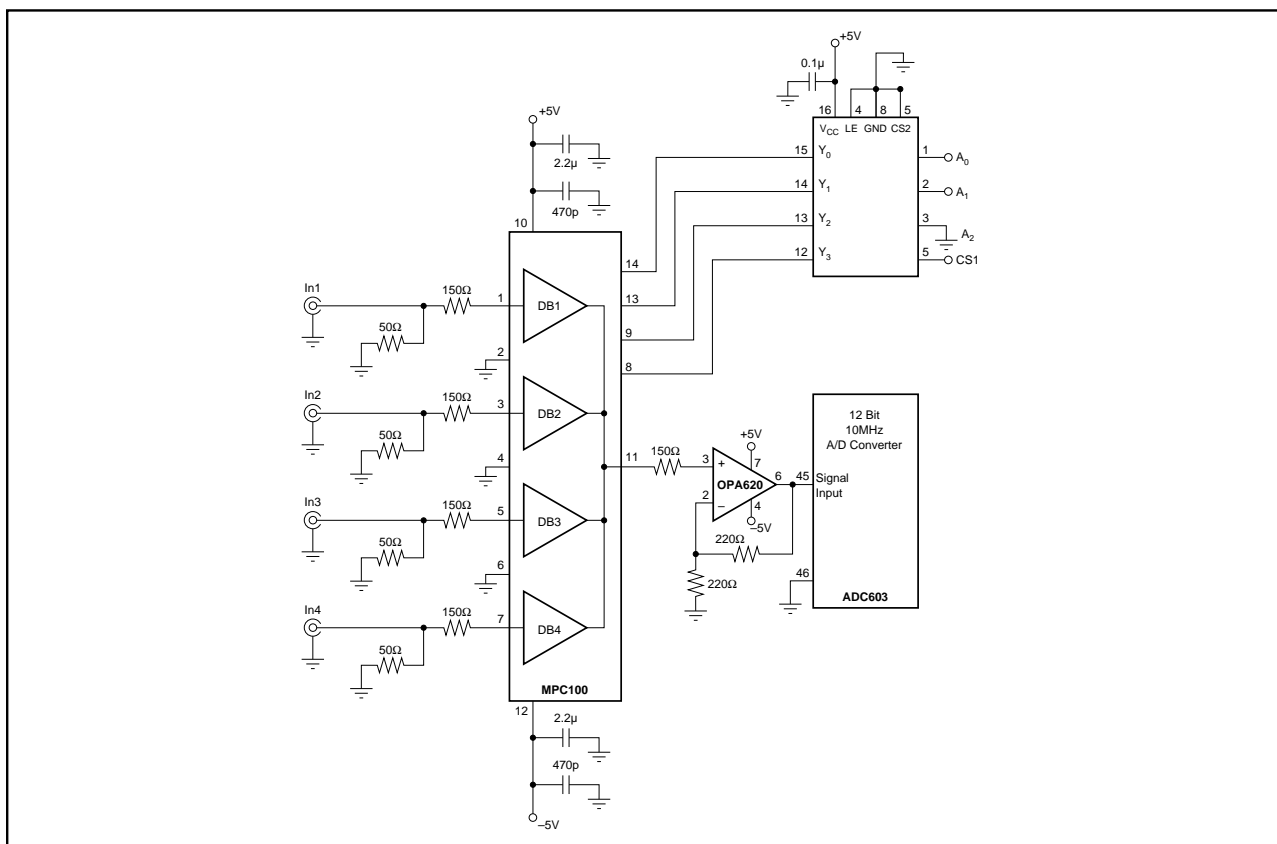 +5V
0.1µ
16 4 8 5
VCC LE GND CS2
15 Y0
1 A0
14 Y1
2 A1
13 Y2
3 A2
12 Y3
5 CS1
+5V
2.2µ
470p
10
14
13
9
8
In1
150Ω
1
DB1
50Ω
2
In2
150Ω
3
DB2
50Ω
4
11
150Ω
In3
150Ω
5
DB3
50Ω
6
In4
150Ω
7
DB4
50Ω
MPC100
12
2.2µ
470p
–5V
+5V
3 +
7
OPA620
6
2 –
4
–5V
220Ω
220Ω
12 Bit
10MHz
A/D Converter
45 Signal
Input
46
ADC603